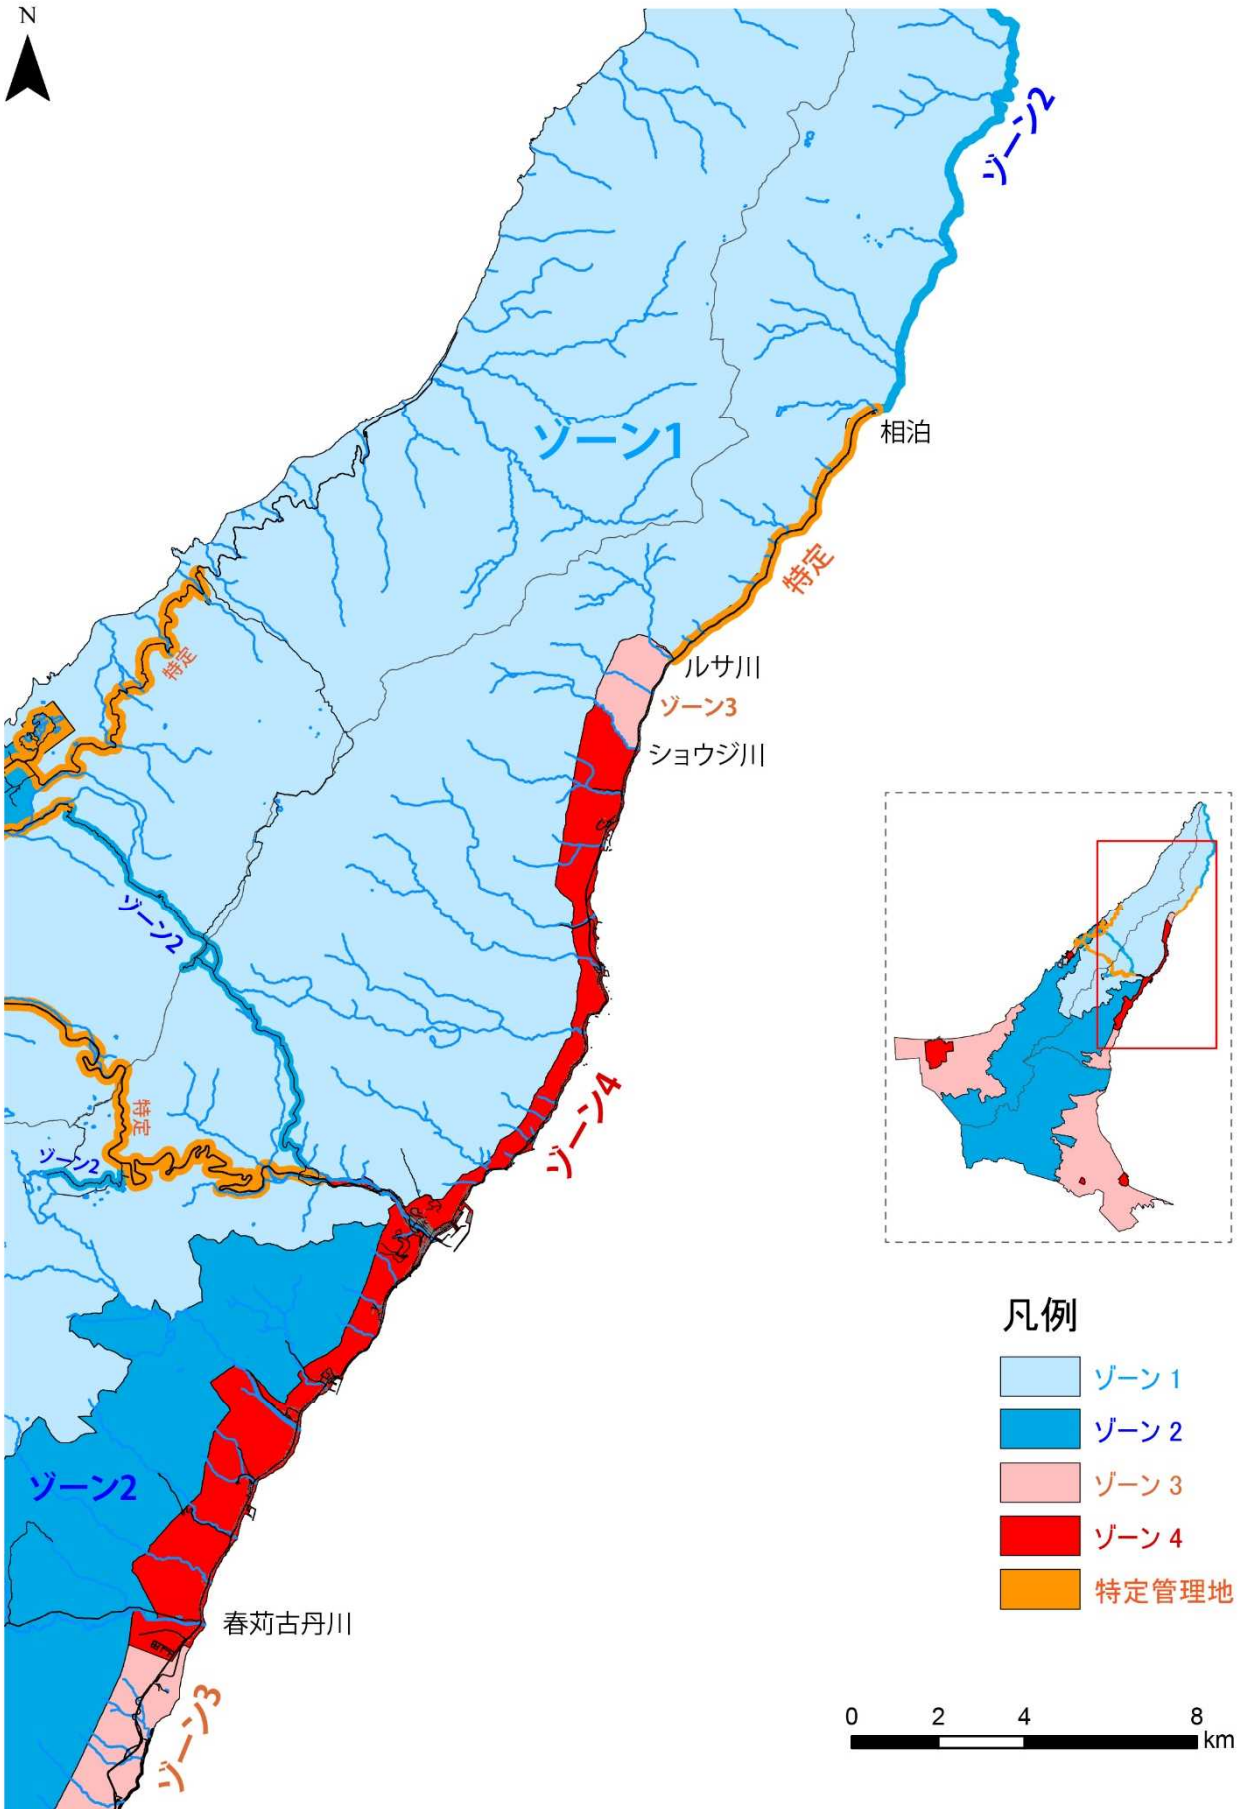 N
ゾーン2
ゾーン1
相泊
特定
特定
ルサ川
ゾーン3
ショウジ川
ゾーン2
特定
ゾーン2
ゾーン4
ゾーン2
春苅古丹川
ゾーン3
凡例
ゾーン 1
ゾーン 2
ゾーン 3
ゾーン 4
特定管理地
0 2 4 8
km